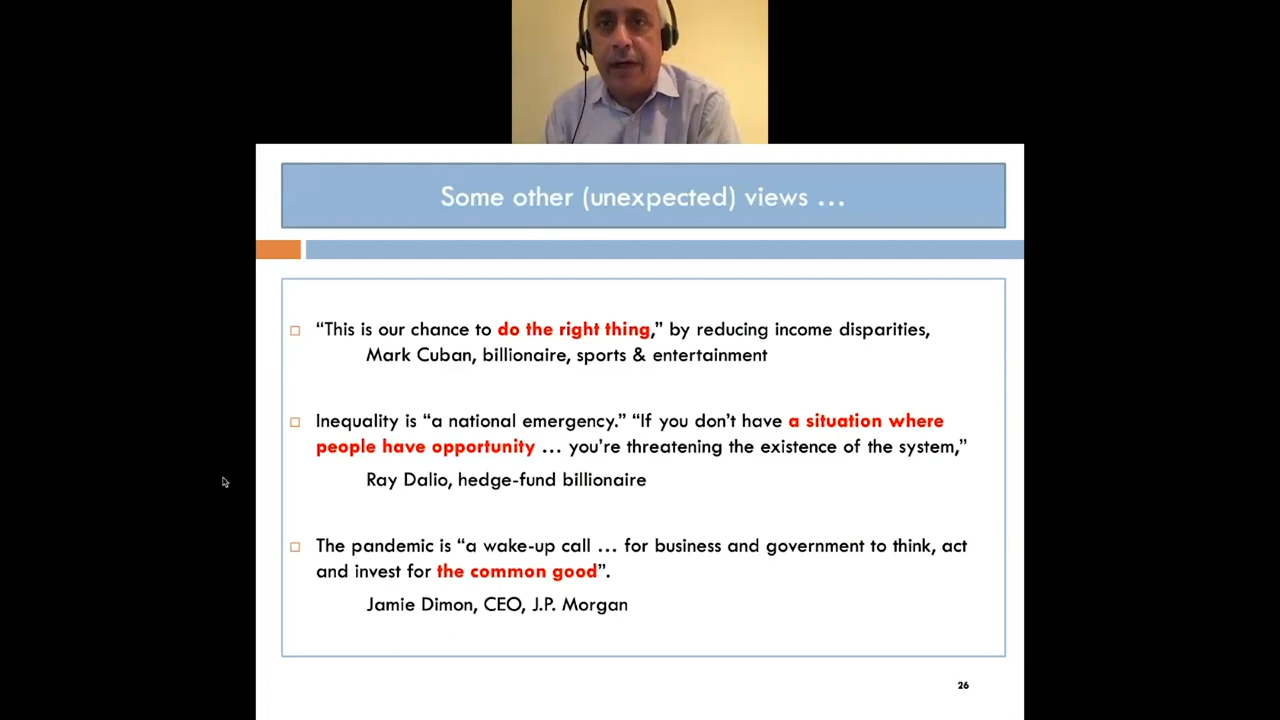 Some other (unexpected) views …
“This is our chance to do the right thing,” by reducing income disparities,
Mark Cuban, billionaire, sports & entertainment
Inequality is “a national emergency.” “If you don’t have a situation where
people have opportunity … you’re threatening the existence of the system,”
Ray Dalio, hedge-fund billionaire
The pandemic is “a wake-up call … for business and government to think, act
and invest for the common good”.
Jamie Dimon, CEO, J.P. Morgan
26